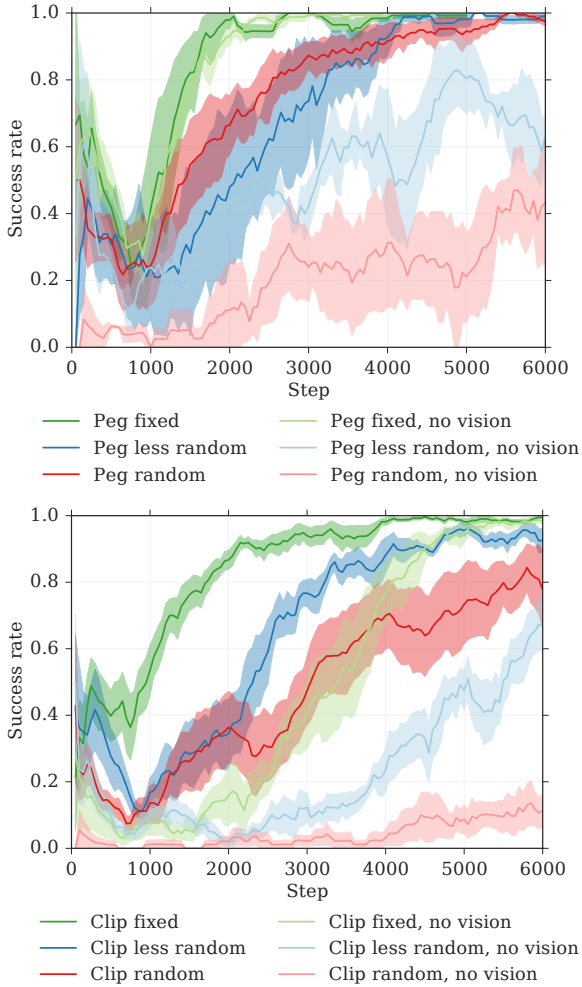 1.0
0.8
0.6
0.4
0.2
0.0
Success rate
0 1000 2000 3000 4000 5000 6000
Step
Peg fixed Peg fixed, no vision
Peg less random Peg less random, no vision
Peg random Peg random, no vision
1.0
0.8
0.6
0.4
0.2
0.0
Success rate
0 1000 2000 3000 4000 5000 6000
Step
Clip fixed Clip fixed, no vision
Clip less random Clip less random, no vision
Clip random Clip random, no vision